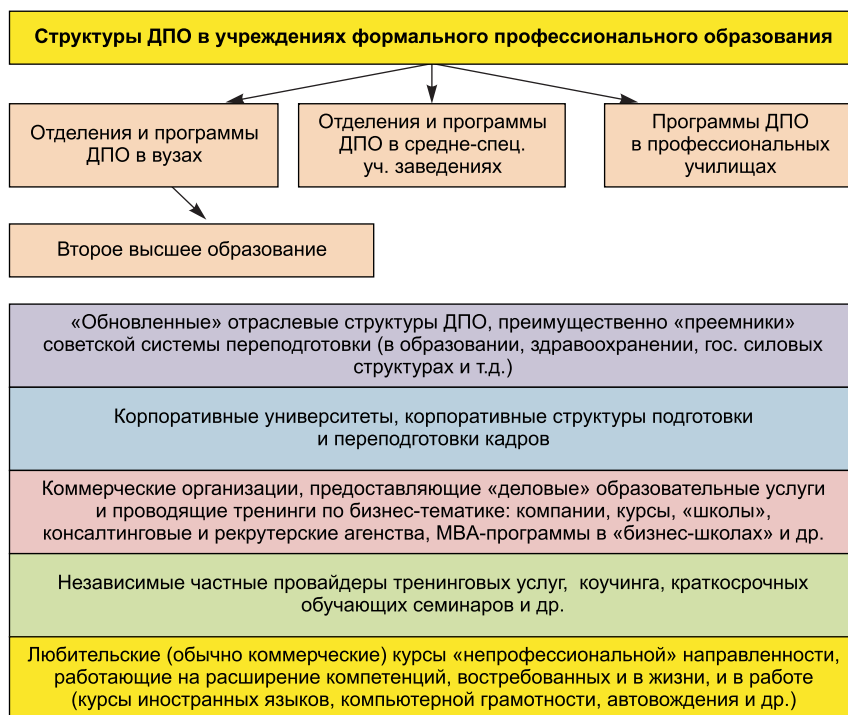 Структуры ДПО в учреждениях формального профессионального образования
Отделения и программы
ДПО в вузах
Отделения и программы
ДПО в средне-спец.
уч. заведениях
Программы ДПО
в профессиональных
училищах
Второе высшее образование
«Обновленные» отраслевые структуры ДПО, преимущественно «преемники»
советской системы переподготовки (в образовании, здравоохранении, гос. силовых
структурах и т.д.)
Корпоративные университеты, корпоративные структуры подготовки
и переподготовки кадров
Коммерческие организации, предоставляющие «деловые» образовательные услуги
и проводящие тренинги по бизнес-тематике: компании, курсы, «школы»,
консалтинговые и рекрутерские агенства, МВА-программы в «бизнес-школах» и др.
Независимые частные провайдеры тренинговых услуг, коучинга, краткосрочных
обучающих семинаров и др.
Любительские (обычно коммерческие) курсы «непрофессиональной» направленности,
работающие на расширение компетенций, востребованных и в жизни, и в работе
(курсы иностранных языков, компьютерной грамотности, автовождения и др.)